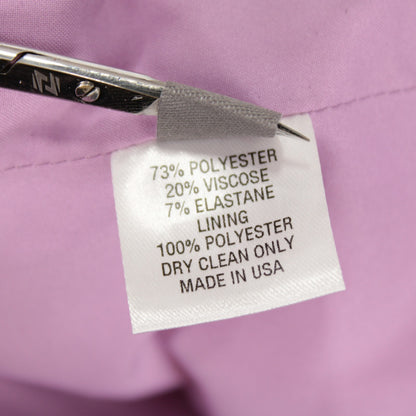 73% POLYESTER
20% VISCOSE
7% ELASTANE
LINING
100% POLYESTER
DRY CLEAN ONLY
MADE IN USA